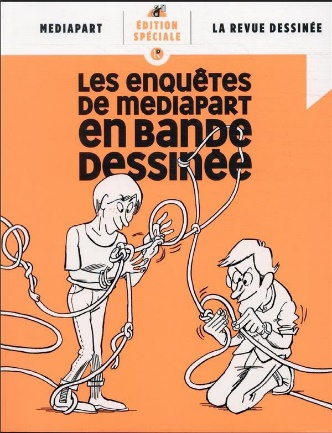 MEDIAPART
ÉDITION
SPÉCIALE
LA REVUE DESSINÉE
LES ENQUÊTES
DE MEDIAPART
EN BANDE
DESSINÉE